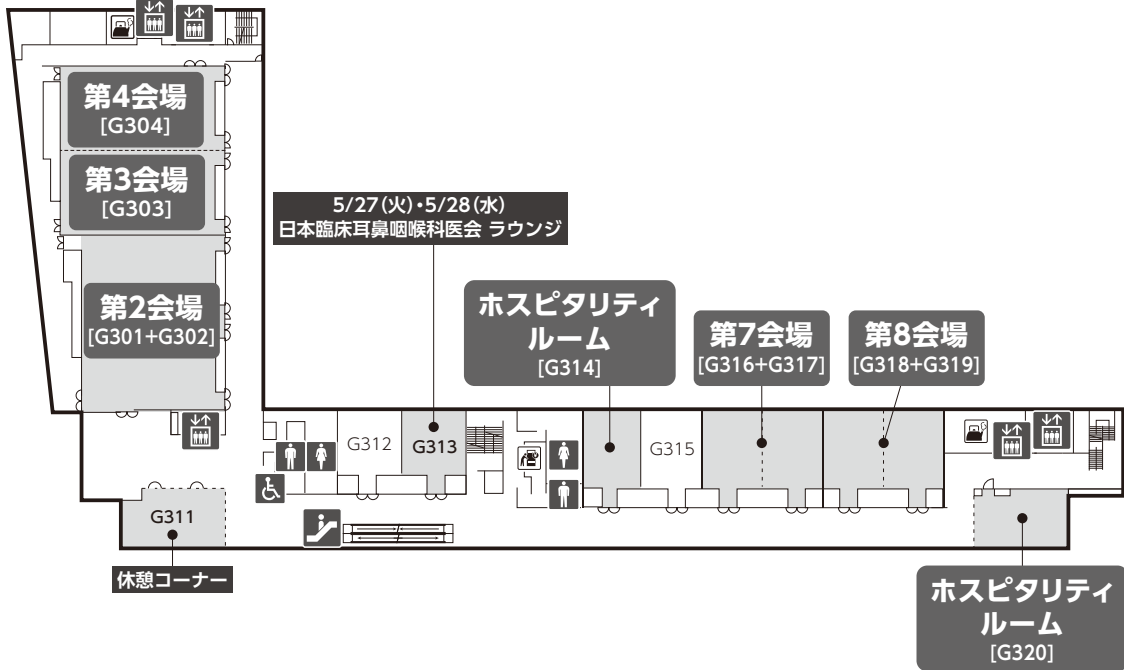 第4会場
[G304]
第3会場
[G303]
5/27(火)・5/28(水)
日本臨床耳鼻咽喉科医会 ラウンジ
第2会場
[G301+G302]
ホスピタリティ
ルーム
[G314]
第7会場
[G316+G317]
第8会場
[G318+G319]
G312
G313
G315
G311
休憩コーナー
ホスピタリティ
ルーム
[G320]